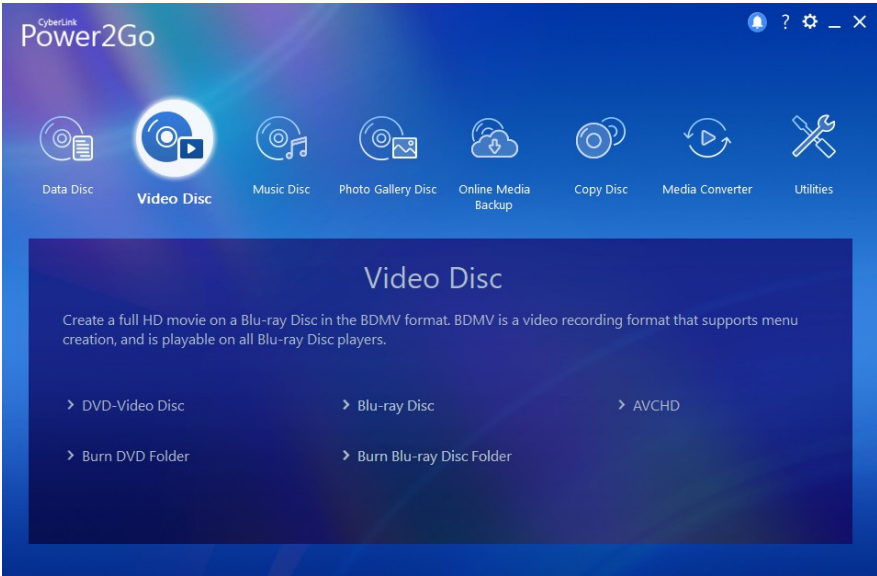 CyberLink
Power2Go
?
Data Disc
Video Disc
Music Disc
Photo Gallery Disc
Online Media
Backup
Copy Disc
Media Converter
Utilities
Video Disc
Create a full HD movie on a Blu-ray Disc in the BDMV format. BDMV is a video recording format that supports menu
creation, and is playable on all Blu-ray Disc players.
> DVD-Video Disc
> Blu-ray Disc
> AVCHD
> Burn DVD Folder
> Burn Blu-ray Disc Folder